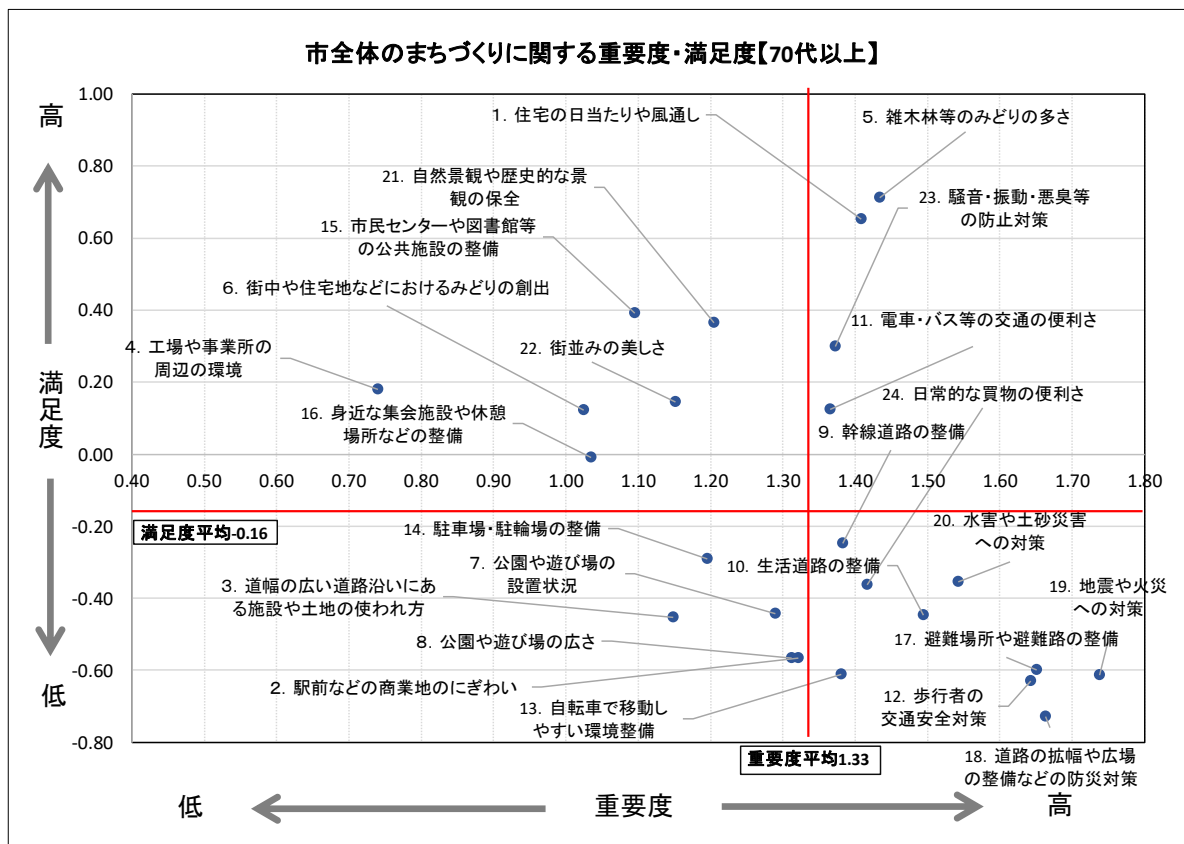 市全体のまちづくりに関する重要度・満足度【70代以上】
高
満足度
低
1.00
0.80
0.60
0.40
0.20
0.00
-0.20
-0.40
-0.60
-0.80
0.40
0.50
0.60
0.70
0.80
0.90
1.00
1.10
1.20
1.30
1.40
1.50
1.60
1.70
1.80
1. 住宅の日当たりや風通し
5. 雑木林等のみどりの多さ
21. 自然景観や歴史的な景
観の保全
23. 騒音・振動・悪臭等
の防止対策
15. 市民センターや図書館等
の公共施設の整備
6. 街中や住宅地などにおけるみどりの創出
11. 電車・バス等の交通の便利さ
4. 工場や事業所の
周辺の環境
22. 街並みの美しさ
24. 日常的な買物の便利さ
16. 身近な集会施設や休憩
場所などの整備
9. 幹線道路の整備
満足度平均-0.16
14. 駐車場・駐輪場の整備
20. 水害や土砂災害
への対策
7. 公園や遊び場の
設置状況
10. 生活道路の整備
3. 道幅の広い道路沿いにあ
る施設や土地の使われ方
19. 地震や火災
への対策
8. 公園や遊び場の広さ
17. 避難場所や避難路の整備
2. 駅前などの商業地のにぎわい
12. 歩行者の
交通安全対策
13. 自転車で移動し
やすい環境整備
18. 道路の拡幅や広場
の整備などの防災対策
重要度平均1.33
低
重要度
高